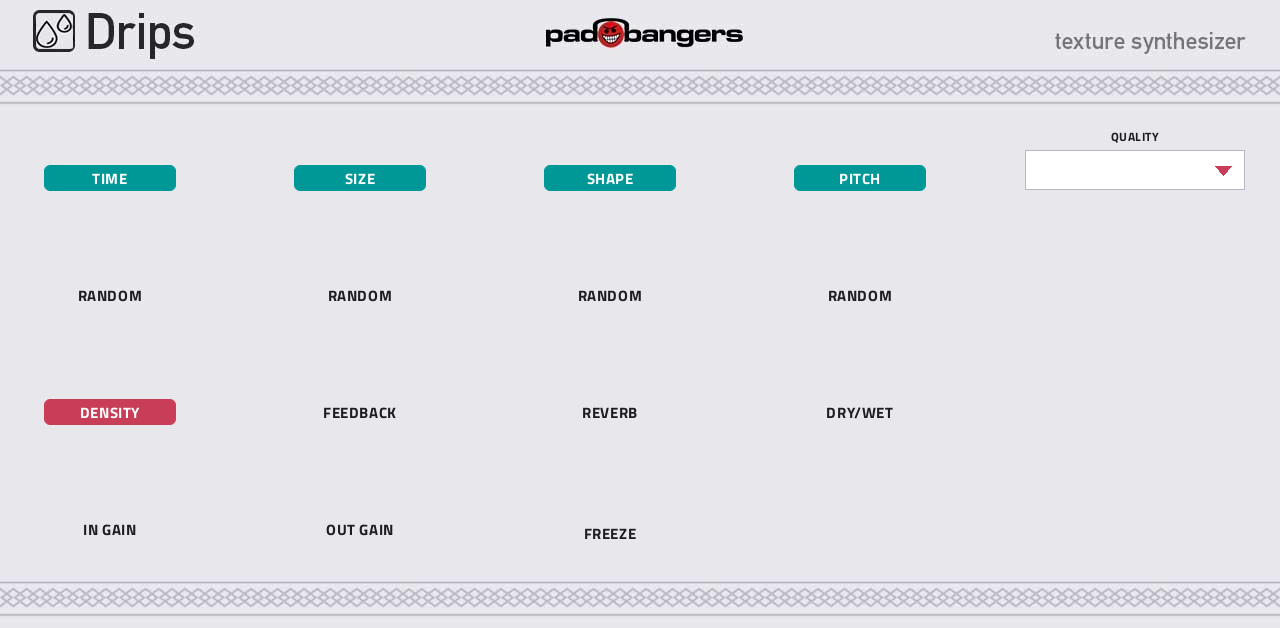 Drips
padbangers
texture synthesizer
QUALITY
TIME
SIZE
SHAPE
PITCH
RANDOM
RANDOM
RANDOM
RANDOM
DENSITY
FEEDBACK
REVERB
DRY/WET
IN GAIN
OUT GAIN
FREEZE